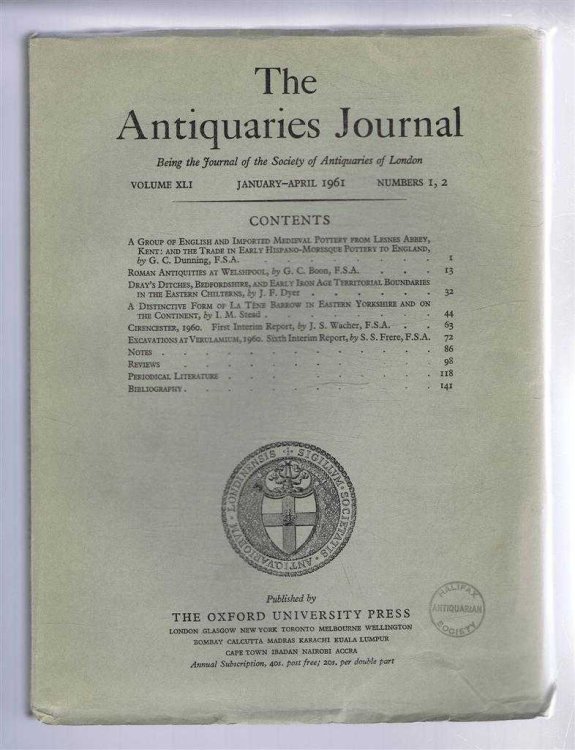 The
Antiquaries Journal
Being the Journal of the Society of Antiquaries of London
VOLUME XLI JANUARY–APRIL 1961 NUMBERS 1, 2
CONTENTS
A GROUP OF ENGLISH AND IMPORTED MEDIEVAL POTTERY FROM LESNES ABBEY,
KENT: AND THE TRADE IN EARLY HISPANO-MORESQUE POTTERY TO ENGLAND,
by G. C. Dunning, F.S.A. . . . . . . . . . 1
ROMAN ANTIQUITIES AT WELSHPOOL, by G. C. Boon, F.S.A. . . . . 13
DRAY'S DITCHES, BEDFORDSHIRE, AND EARLY IRON AGE TERRITORIAL BOUNDARIES
IN THE EASTERN CHILTERNS, by J. F. Dyer . . . . . . 32
A DISTINCTIVE FORM OF LA TÈNE BARROW IN EASTERN YORKSHIRE AND ON
THE CONTINENT, by I. M. Stead . . . . . . . . 44
CIRENCESTER, 1960. First Interim Report, by J. S. Wacher, F.S.A. . . 63
EXCAVATIONS AT VERULAMIUM, 1960. Sixth Interim Report, by S. S. Frere, F.S.A. 72
NOTES . . . . . . . . . . . 86
REVIEWS . . . . . . . . . . 98
PERIODICAL LITERATURE . . . . . . . . 118
BIBLIOGRAPHY . . . . . . . . . . 141
SIGILLVM · SOCIETATIS · ANTIQVARIORVM · LONDINENSIS
Published by
THE OXFORD UNIVERSITY PRESS
LONDON GLASGOW NEW YORK TORONTO MELBOURNE WELLINGTON
BOMBAY CALCUTTA MADRAS KARACHI KUALA LUMPUR
CAPE TOWN IBADAN NAIROBI ACCRA
Annual Subscription, 40s. post free; 20s. per double part
HALIFAX
ANTIQUARIAN
SOCIETY